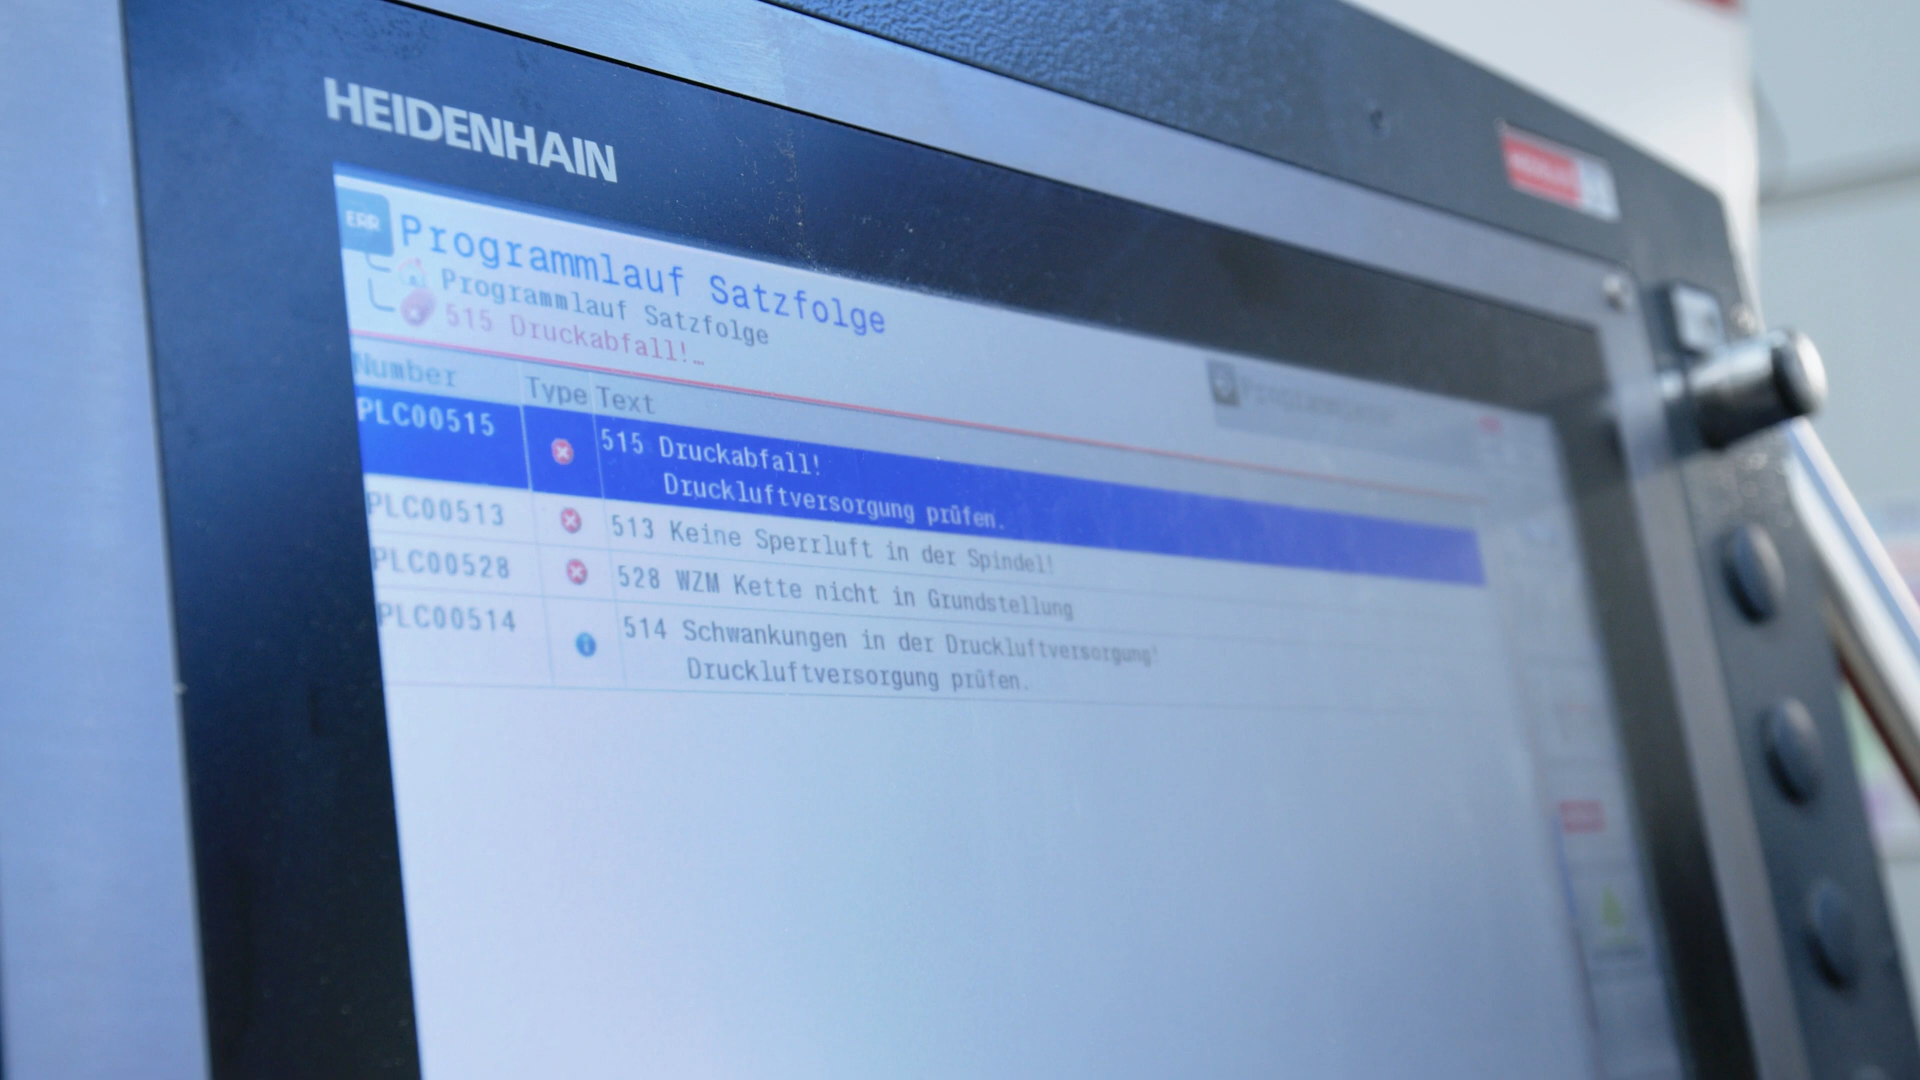 HEIDENHAIN
ERR
Programmlauf Satzfolge
Programmlauf Satzfolge
515 Druckabfall!…
Number Type Text
PLC00515 515 Druckabfall!
Druckluftversorgung prüfen.
PLC00513 513 Keine Sperrluft in der Spindel!
PLC00528 528 WZM Kette nicht in Grundstellung
PLC00514 514 Schwankungen in der Druckluftversorgung!
Druckluftversorgung prüfen.